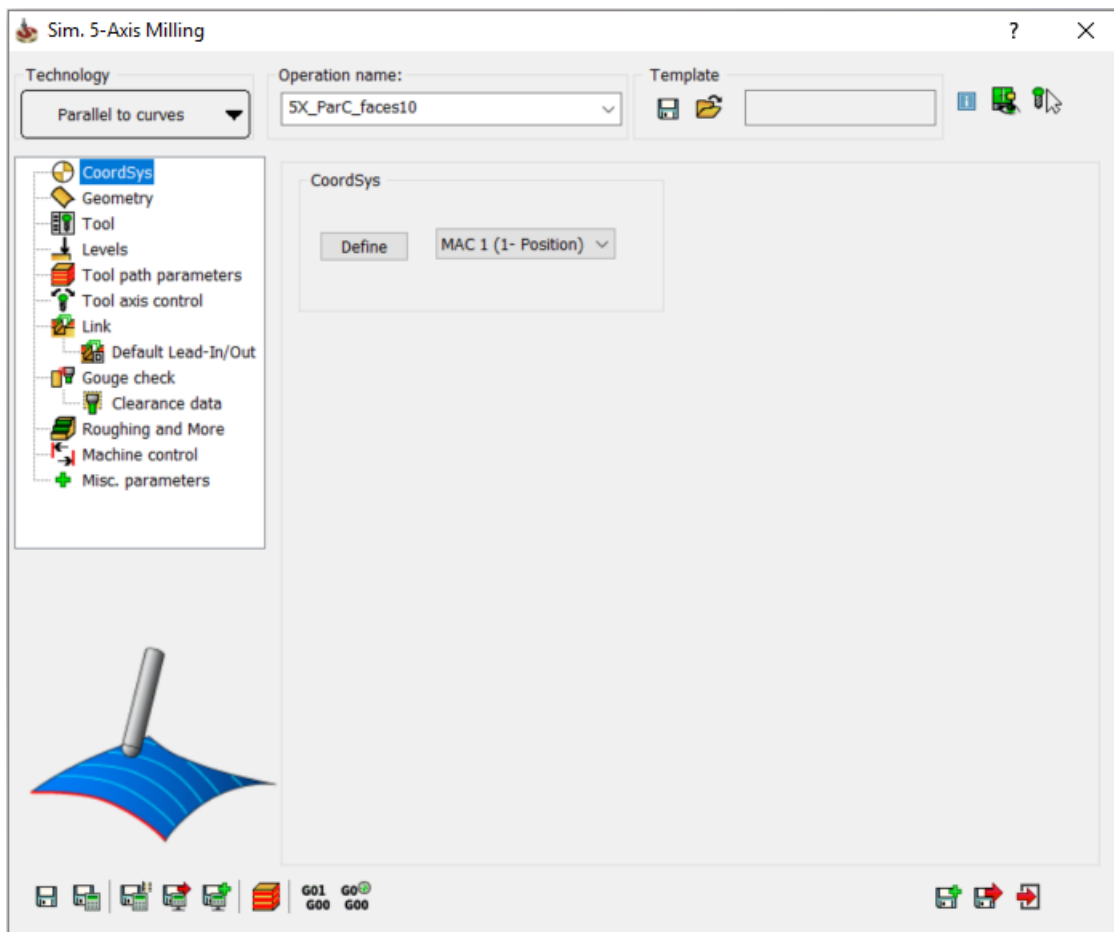 Sim. 5-Axis Milling
?
Technology
Operation name:
Template
Parallel to curves
5X_ParC_faces10
CoordSys
Geometry
Tool
Levels
Tool path parameters
Tool axis control
Link
Default Lead-In/Out
Gouge check
Clearance data
Roughing and More
Machine control
Misc. parameters
CoordSys
Define
MAC 1 (1- Position)
G01
G00
G0
G00